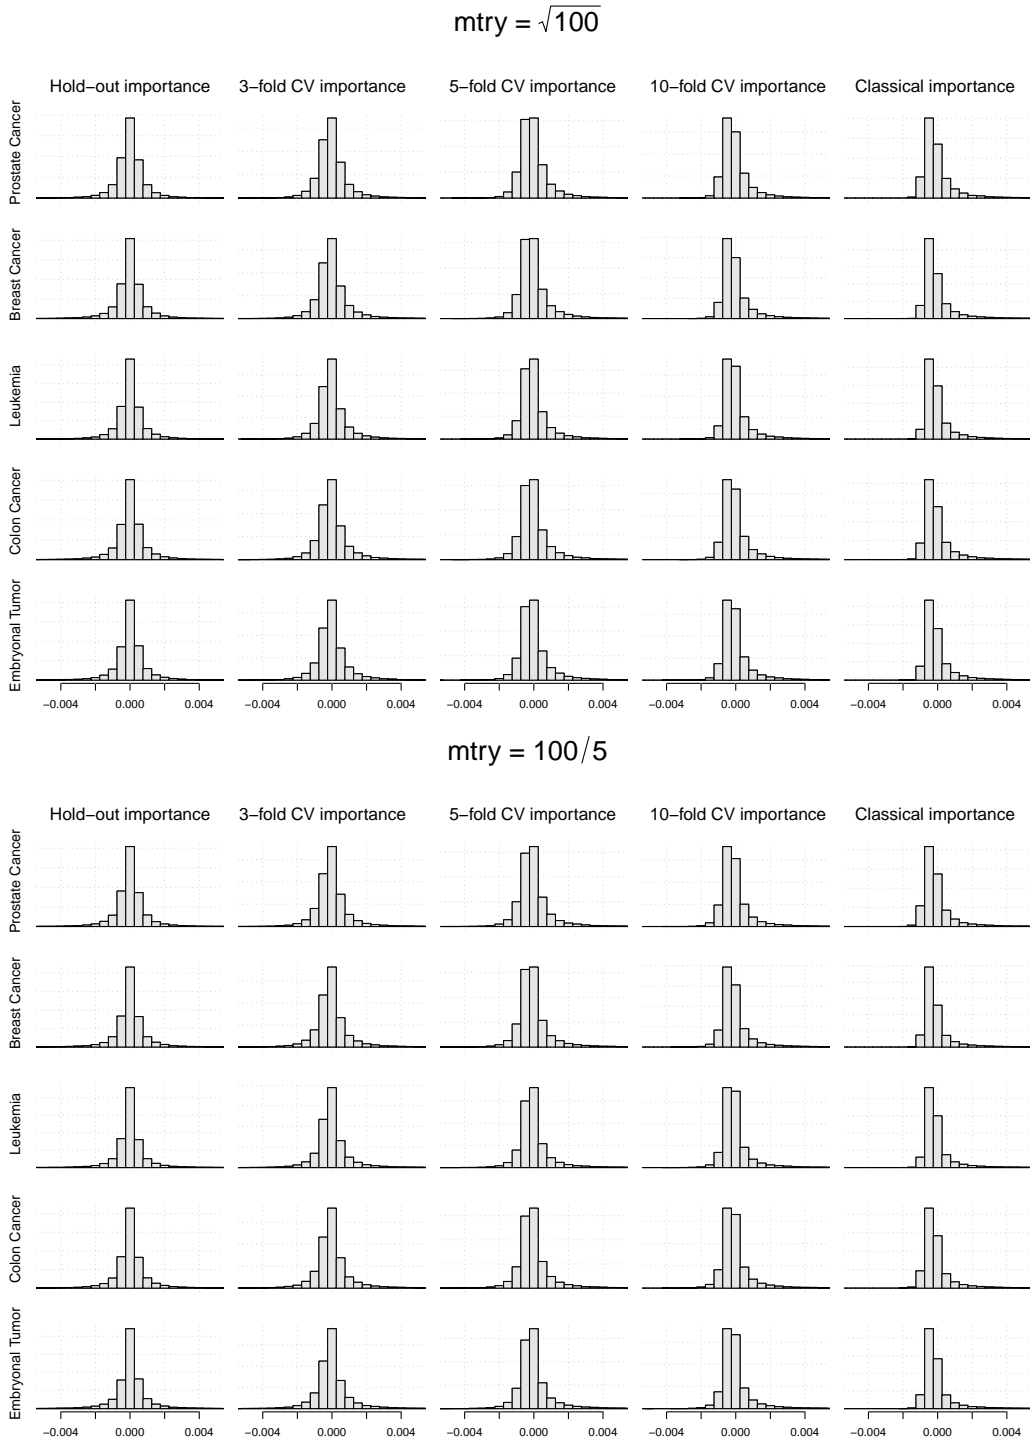 mtry = √100
Hold−out importance 3−fold CV importance 5−fold CV importance 10−fold CV importance Classical importance
Prostate Cancer
Breast Cancer
Leukemia
Colon Cancer
Embryonal Tumor
−0.004 0.000 0.004 −0.004 0.000 0.004 −0.004 0.000 0.004 −0.004 0.000 0.004 −0.004 0.000 0.004
mtry = 100/5
Hold−out importance 3−fold CV importance 5−fold CV importance 10−fold CV importance Classical importance
Prostate Cancer
Breast Cancer
Leukemia
Colon Cancer
Embryonal Tumor
−0.004 0.000 0.004 −0.004 0.000 0.004 −0.004 0.000 0.004 −0.004 0.000 0.004 −0.004 0.000 0.004